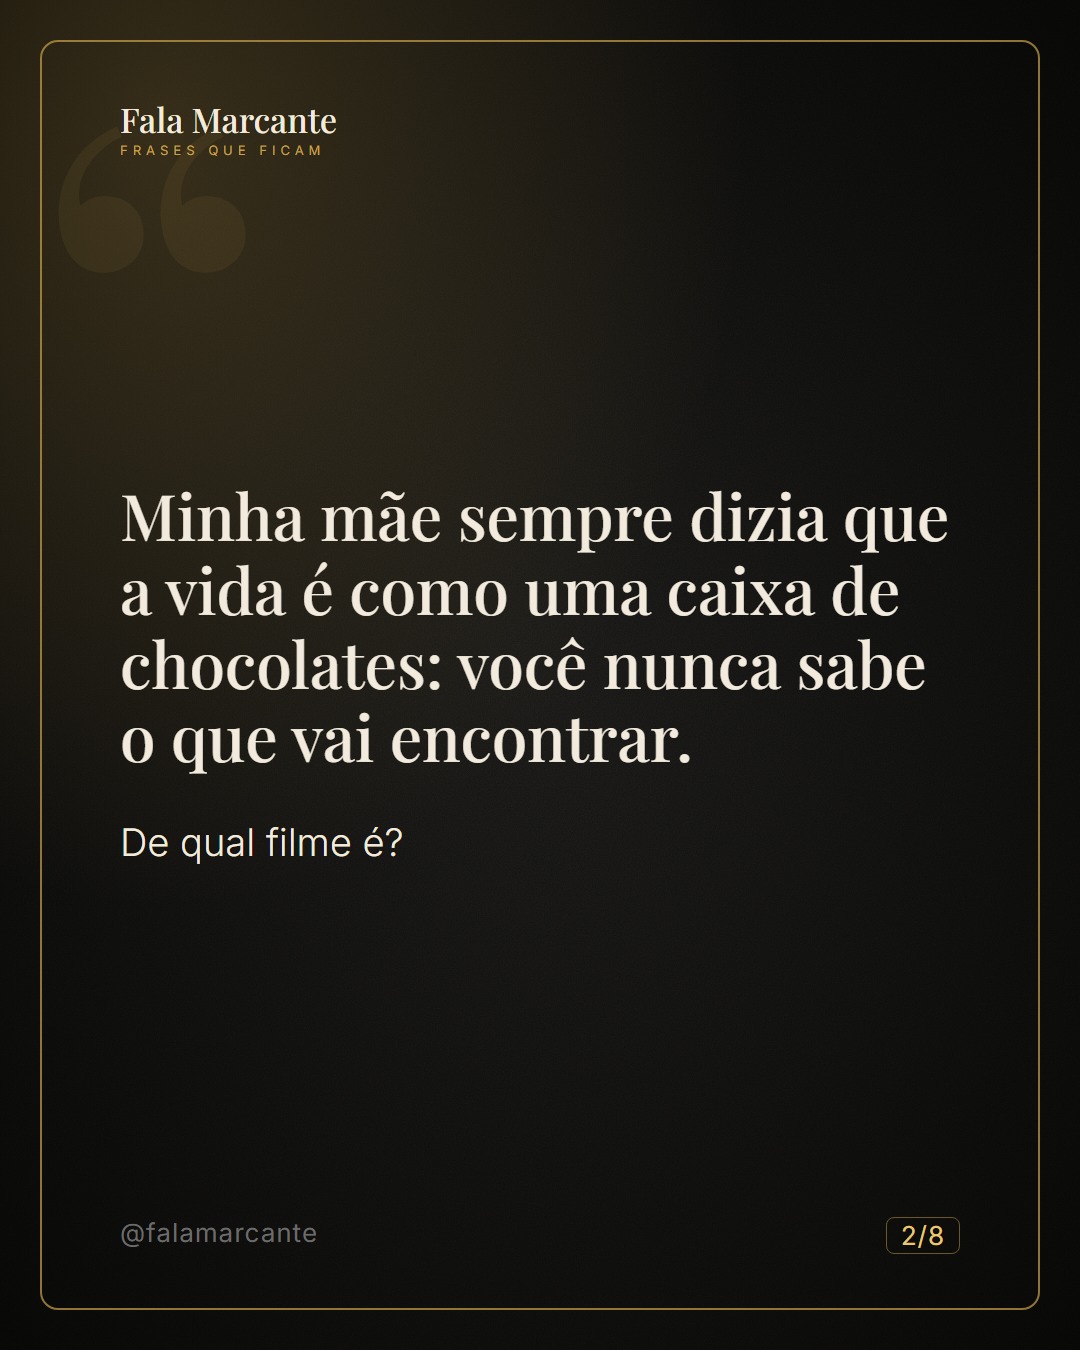 Fala Marcante
FRASES QUE FICAM
Minha mãe sempre dizia que
a vida é como uma caixa de
chocolates: você nunca sabe
o que vai encontrar.
De qual filme é?
@falamarcante
2/8